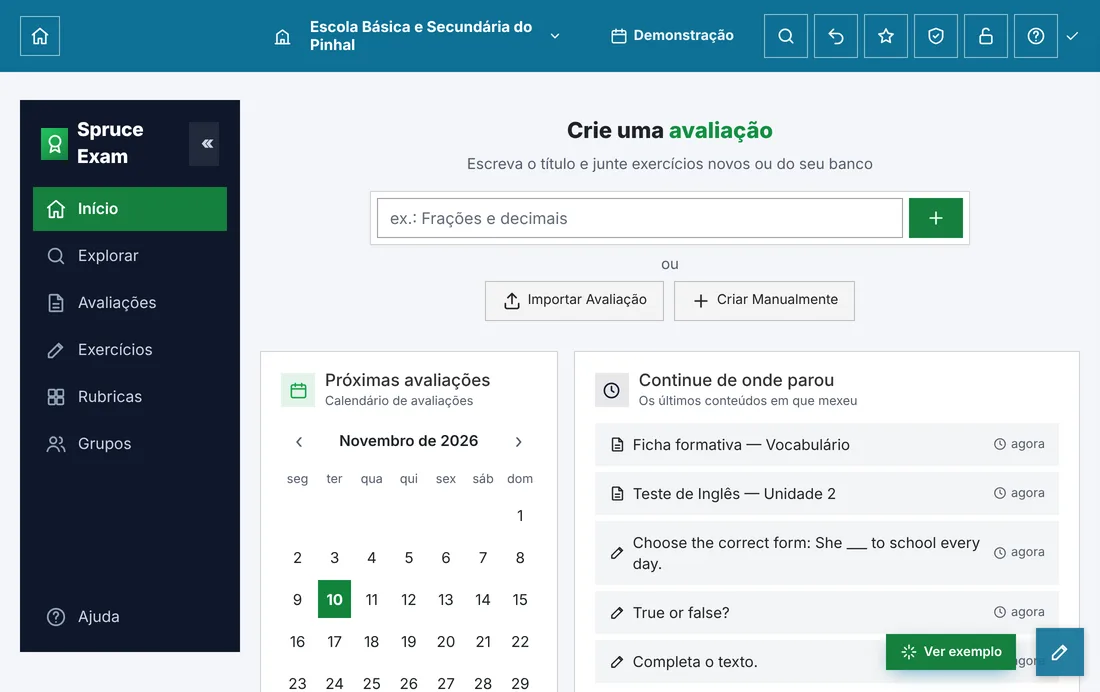 Escola Básica e Secundária do
Pinhal
Demonstração
Spruce
Exam
Início
Explorar
Avaliações
Exercícios
Rubricas
Grupos
Ajuda
Crie uma avaliação
Escreva o título e junte exercícios novos ou do seu banco
ex.: Frações e decimais
ou
Importar Avaliação
Criar Manualmente
Próximas avaliações
Calendário de avaliações
Novembro de 2026
seg ter qua qui sex sáb dom
1
2 3 4 5 6 7 8
9 10 11 12 13 14 15
16 17 18 19 20 21 22
23 24 25 26 27 28 29
Continue de onde parou
Os últimos conteúdos em que mexeu
Ficha formativa — Vocabulário agora
Teste de Inglês — Unidade 2 agora
Choose the correct form: She ___ to school every
day. agora
True or false? agora
Completa o texto. agora
Ver exemplo